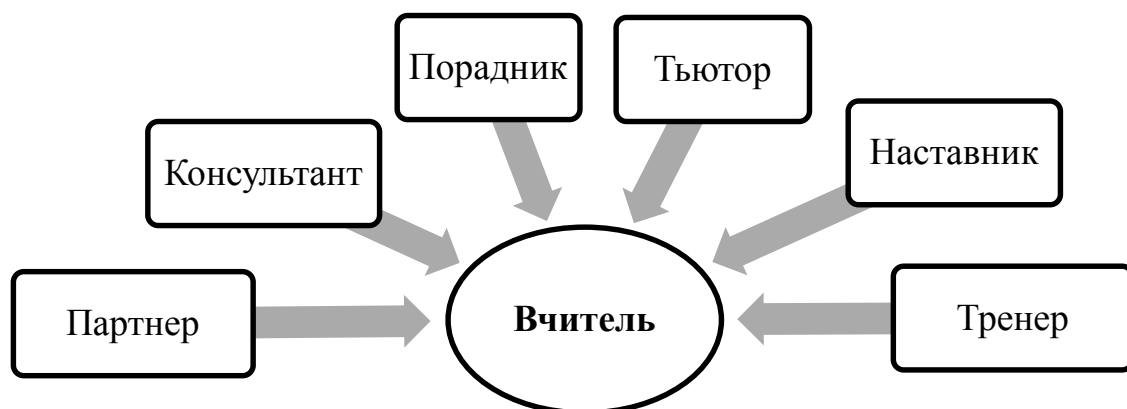 Порадник
Тьютор
Консультант
Наставник
Партнер
Вчитель
Тренер